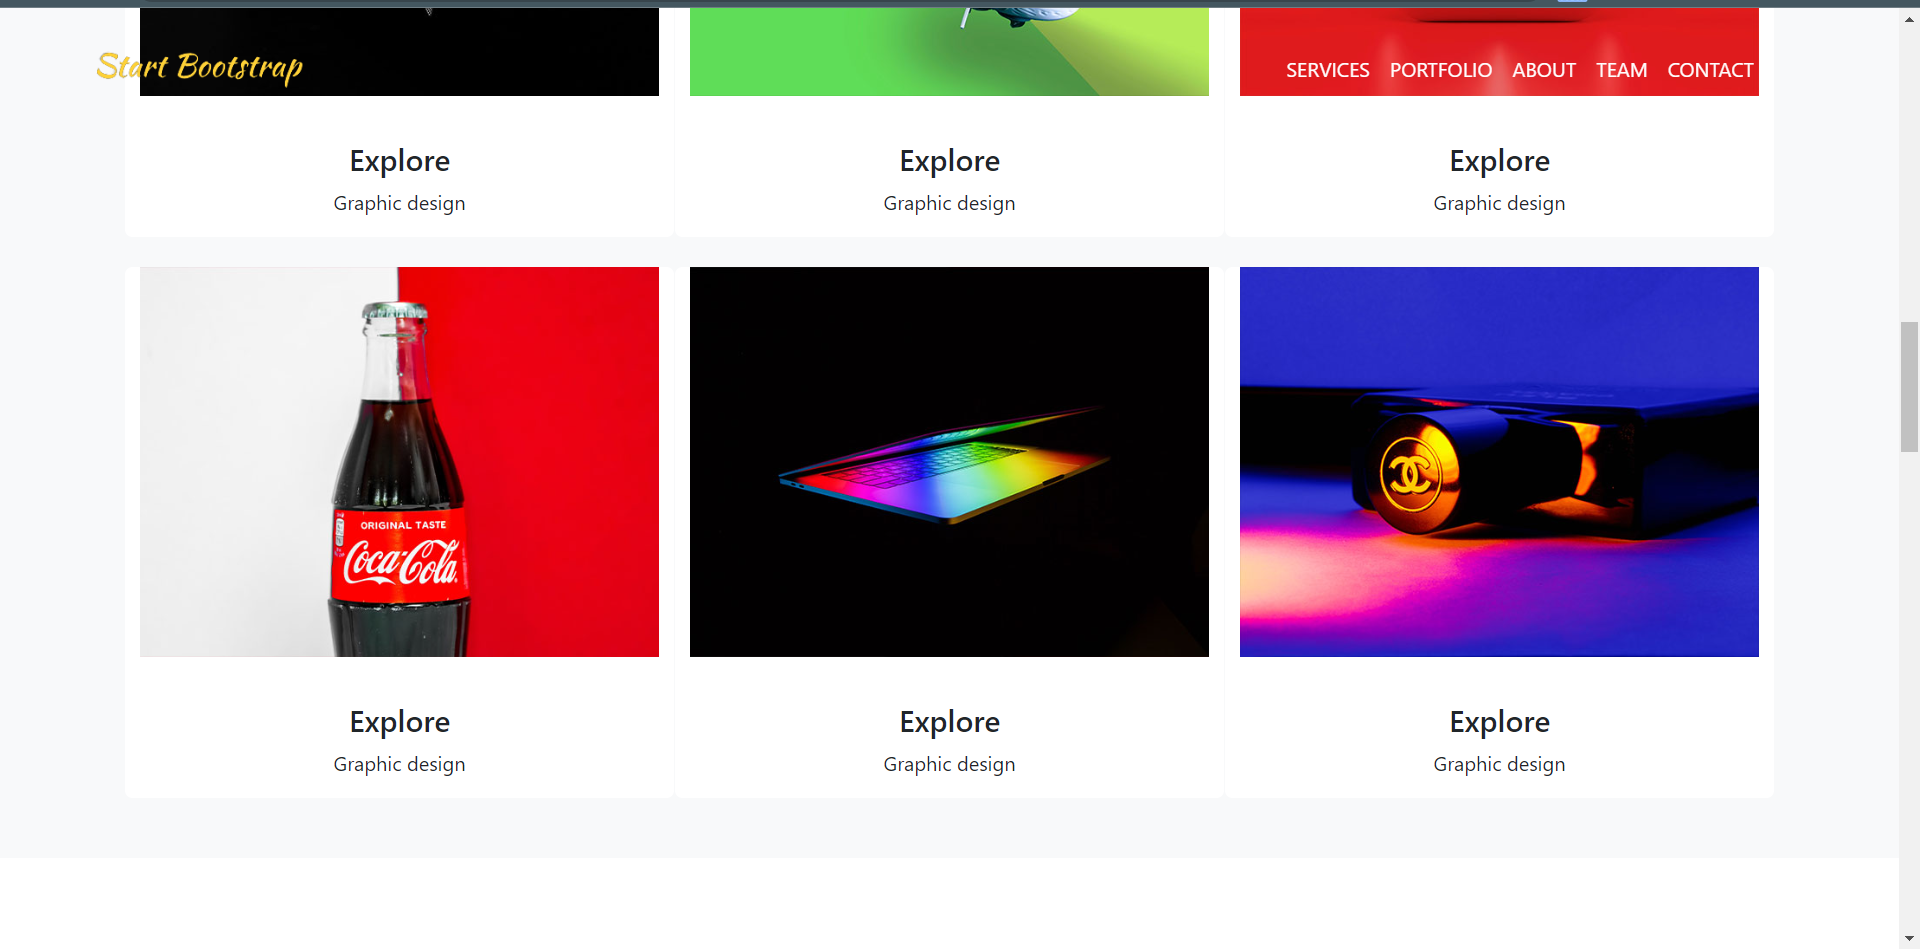 Start Bootstrap
SERVICES PORTFOLIO ABOUT TEAM CONTACT
Explore
Graphic design
Explore
Graphic design
Explore
Graphic design
ORIGINAL TASTE
Coca-Cola
Explore
Graphic design
Explore
Graphic design
Explore
Graphic design